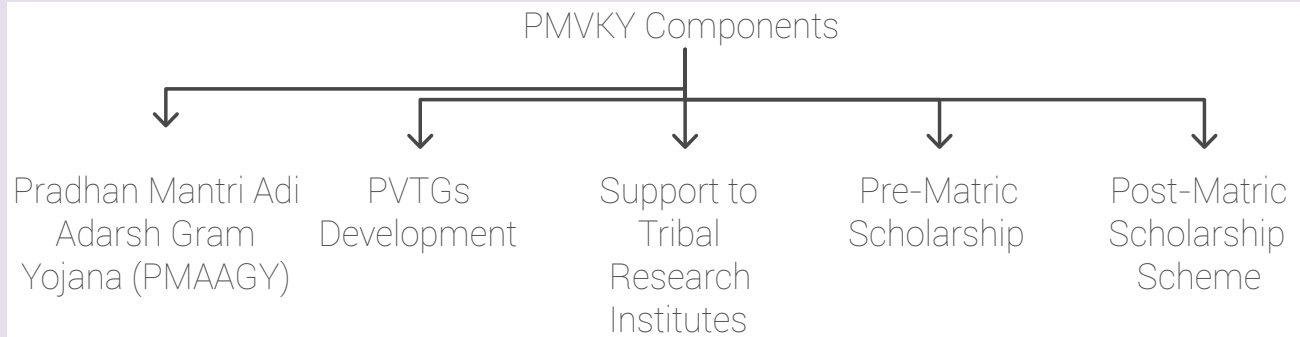 PMVKY Components
Pradhan Mantri Adi
Adarsh Gram
Yojana (PMAAGY)
PVTGs
Development
Support to
Tribal
Research
Institutes
Pre-Matric
Scholarship
Post-Matric
Scholarship
Scheme